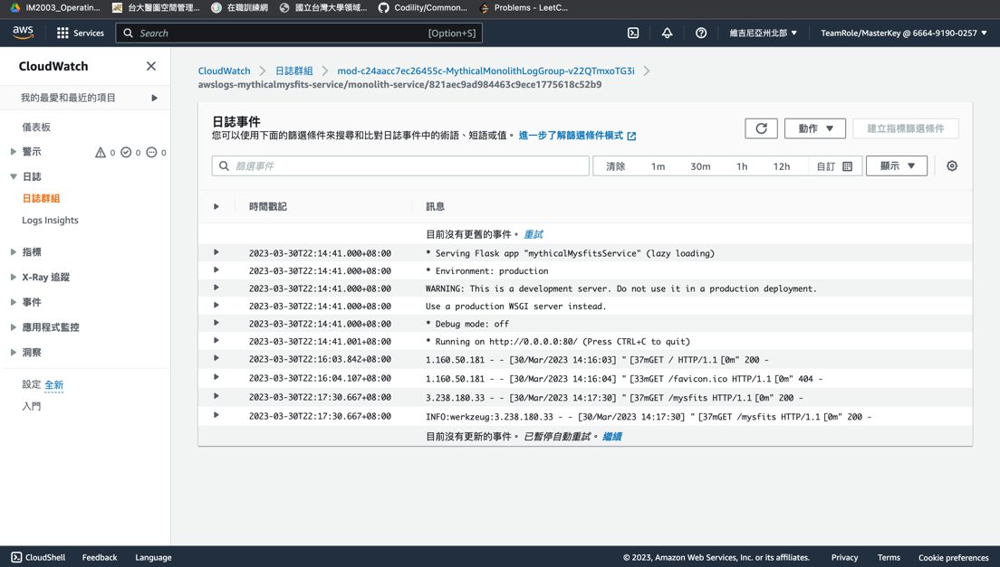 IM2003_Operatin... 台大醫圖空間管理... 在職訓練網 國立台灣大學領域... Codility/Common... Problems - LeetC...
aws Services Search [Option+S] 維吉尼亞州北部 ▼ TeamRole/MasterKey @ 6664-9190-0257 ▼
CloudWatch
我的最愛和最近的項目
儀表板
警示 0 0 0
日誌
日誌群組
Logs Insights
指標
X-Ray 追蹤
事件
應用程式監控
洞察
設定 全新
入門
CloudWatch 日誌群組 mod-c24aacc7ec26455c-MythicalMonolithLogGroup-v22QTmxoTG3i
awslogs-mythicalmysfits-service/monolith-service/821aec9ad984463c9ece1775618c52b9
日誌事件
您可以使用下面的篩選條件來搜尋和比對日誌事件中的術語、短語或值。 進一步了解篩選條件模式
動作 ▼ 建立指標篩選條件
篩選事件 清除 1m 30m 1h 12h 自訂 顯示 ▼
時間戳記 訊息
目前沒有更舊的事件。 重試
2023-03-30T22:14:41.000+08:00 * Serving Flask app "mythicalMysfitsService" (lazy loading)
2023-03-30T22:14:41.000+08:00 * Environment: production
2023-03-30T22:14:41.000+08:00 WARNING: This is a development server. Do not use it in a production deployment.
2023-03-30T22:14:41.000+08:00 Use a production WSGI server instead.
2023-03-30T22:14:41.000+08:00 * Debug mode: off
2023-03-30T22:14:41.001+08:00 * Running on http://0.0.0.0:80/ (Press CTRL+C to quit)
2023-03-30T22:16:03.842+08:00 1.160.50.181 - - [30/Mar/2023 14:16:03] " [37mGET / HTTP/1.1 [0m" 200 -
2023-03-30T22:16:04.107+08:00 1.160.50.181 - - [30/Mar/2023 14:16:04] " [33mGET /favicon.ico HTTP/1.1 [0m" 404 -
2023-03-30T22:17:30.667+08:00 3.238.180.33 - - [30/Mar/2023 14:17:30] " [37mGET /mysfits HTTP/1.1 [0m" 200 -
2023-03-30T22:17:30.667+08:00 INFO:werkzeug:3.238.180.33 - - [30/Mar/2023 14:17:30] " [37mGET /mysfits HTTP/1.1 [0m" 200 -
目前沒有更新的事件。 已暫停自動重試。 繼續
CloudShell Feedback Language © 2023, Amazon Web Services, Inc. or its affiliates. Privacy Terms Cookie preferences